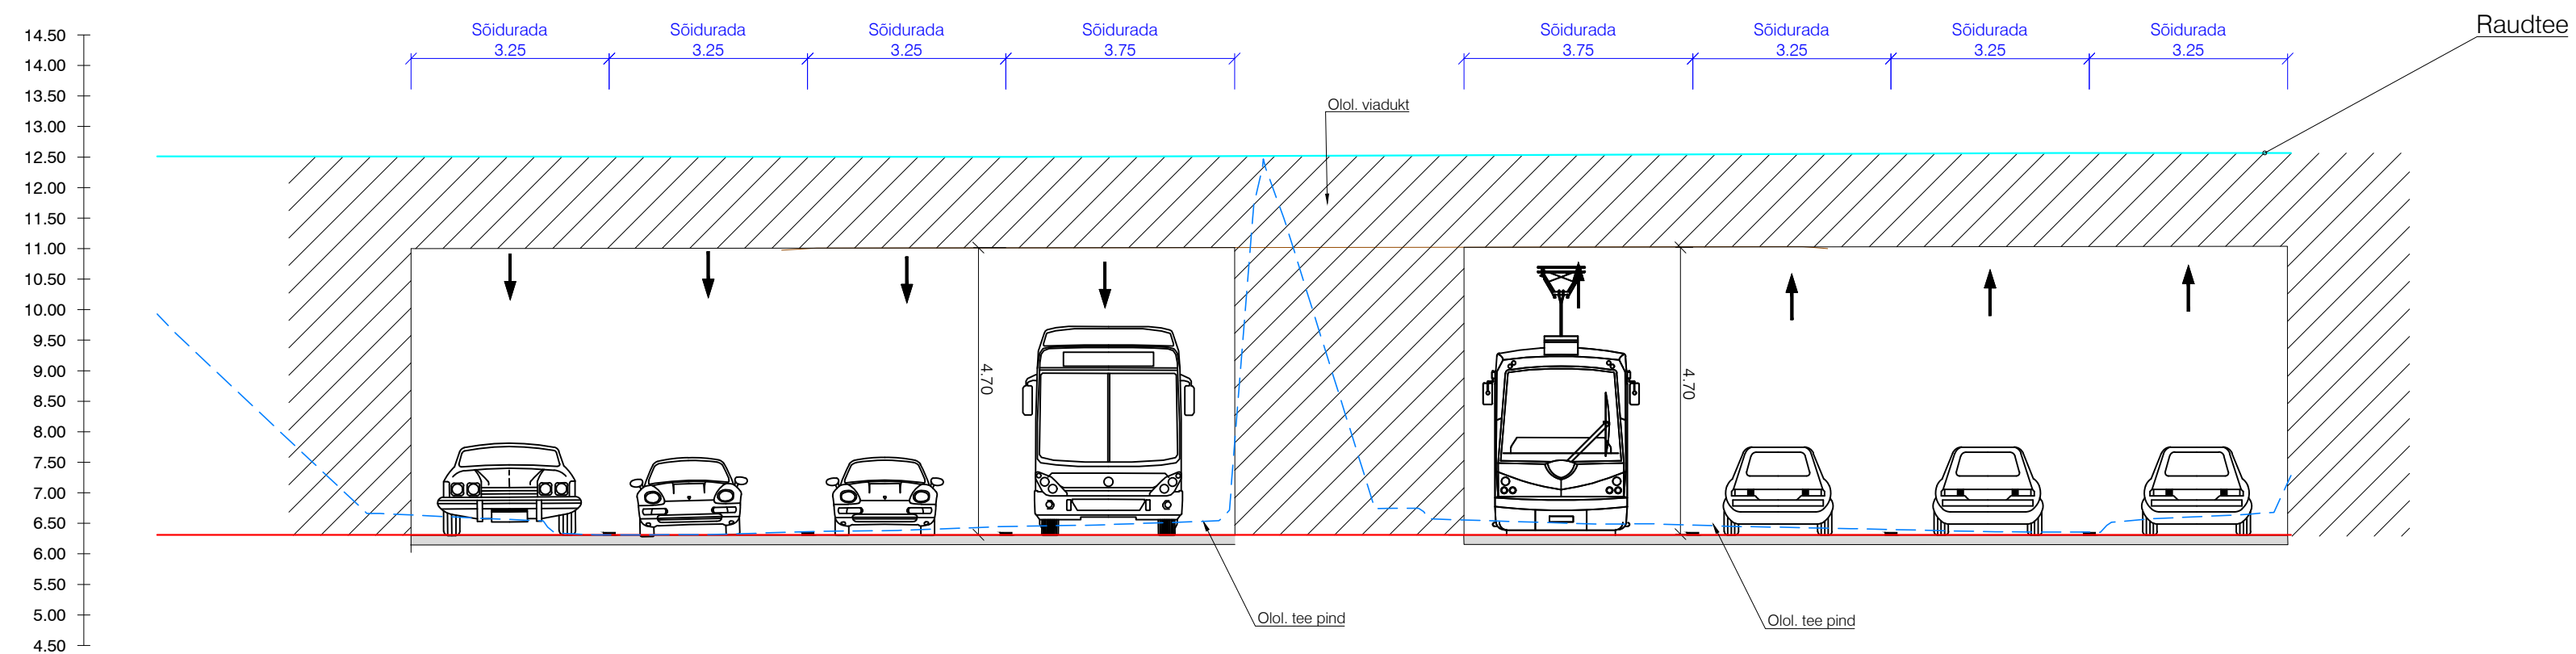 Sõidurada
3.25
Sõidurada
3.25
Sõidurada
3.25
Sõidurada
3.75
Sõidurada
3.75
Sõidurada
3.25
Sõidurada
3.25
Sõidurada
3.25
Raudtee
14.50
14.00
13.50
13.00
12.50
12.00
11.50
11.00
10.50
10.00
9.50
9.00
8.50
8.00
7.50
7.00
6.50
6.00
5.50
5.00
4.50
Olol. viadukt
4.70
4.70
Olol. tee pind
Olol. tee pind